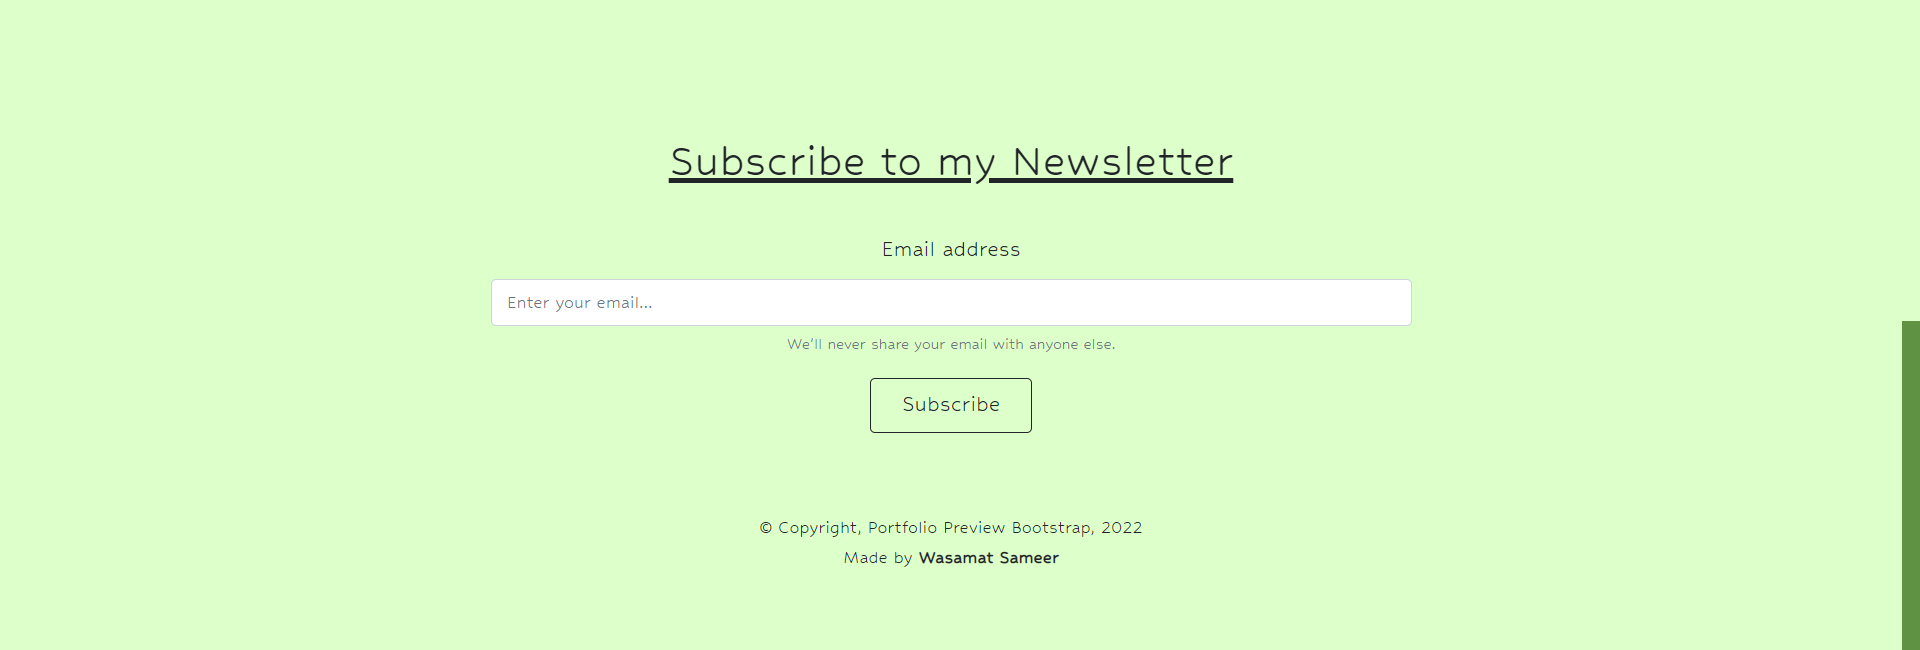 Subscribe to my Newsletter
Email address
Enter your email...
We'll never share your email with anyone else.
Subscribe
© Copyright, Portfolio Preview Bootstrap, 2022
Made by Wasamat Sameer